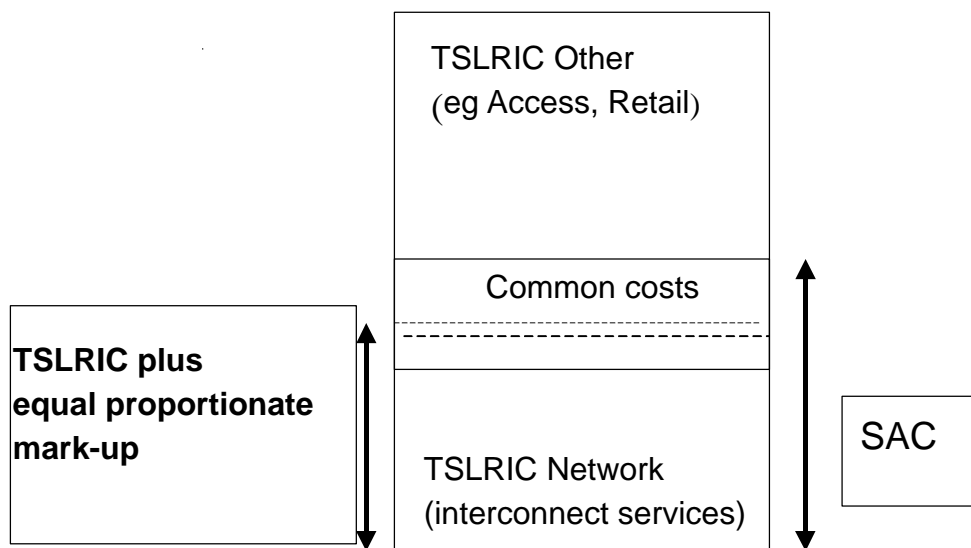 TSLRIC Other
(eg Access, Retail)
Common costs
TSLRIC plus
equal proportionate
mark-up
SAC
TSLRIC Network
(interconnect services)